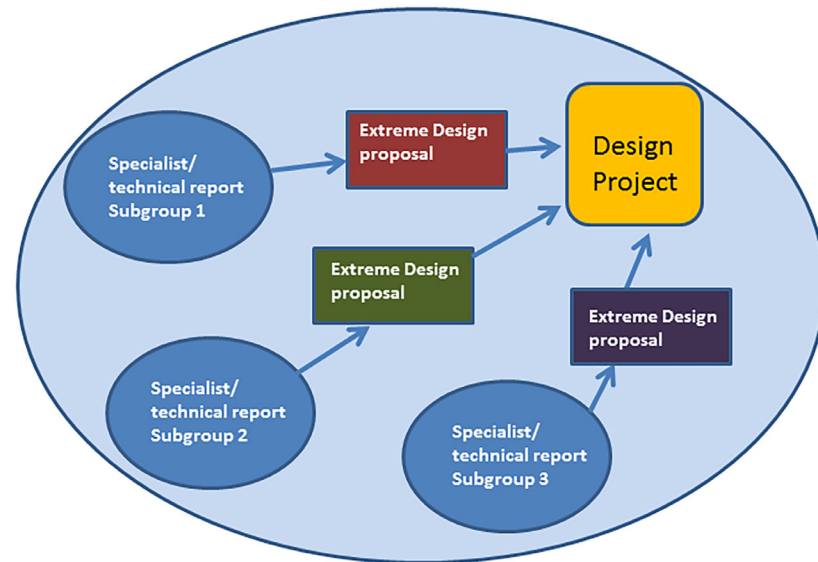 Specialist/
technical report
Subgroup 1
Extreme Design
proposal
Design
Project
Extreme Design
proposal
Extreme Design
proposal
Specialist/
technical report
Subgroup 2
Specialist/
technical report
Subgroup 3